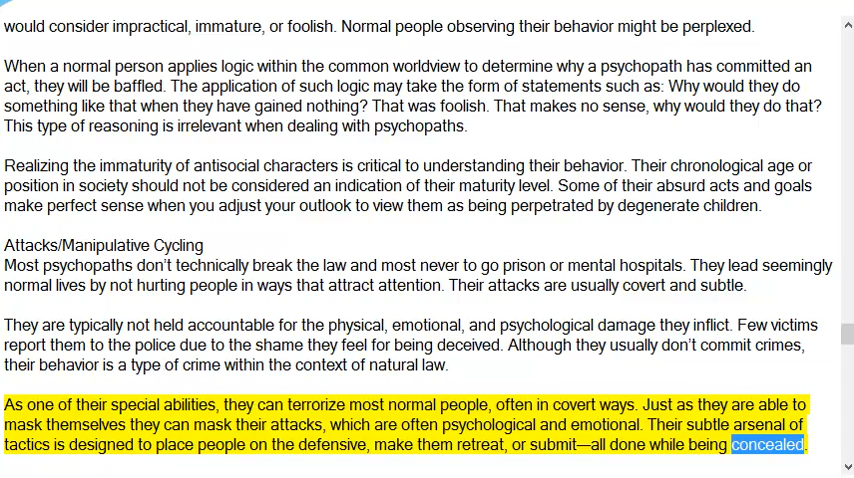 would consider impractical, immature, or foolish. Normal people observing their behavior might be perplexed.
When a normal person applies logic within the common worldview to determine why a psychopath has committed an
act, they will be baffled. The application of such logic may take the form of statements such as: Why would they do
something like that when they have gained nothing? That was foolish. That makes no sense, why would they do that?
This type of reasoning is irrelevant when dealing with psychopaths.
Realizing the immaturity of antisocial characters is critical to understanding their behavior. Their chronological age or
position in society should not be considered an indication of their maturity level. Some of their absurd acts and goals
make perfect sense when you adjust your outlook to view them as being perpetrated by degenerate children.
Attacks/Manipulative Cycling
Most psychopaths don't technically break the law and most never to go prison or mental hospitals. They lead seemingly
normal lives by not hurting people in ways that attract attention. Their attacks are usually covert and subtle.
They are typically not held accountable for the physical, emotional, and psychological damage they inflict. Few victims
report them to the police due to the shame they feel for being deceived. Although they usually don't commit crimes,
their behavior is a type of crime within the context of natural law.
As one of their special abilities, they can terrorize most normal people, often in covert ways. Just as they are able to
mask themselves they can mask their attacks, which are often psychological and emotional. Their subtle arsenal of
tactics is designed to place people on the defensive, make them retreat, or submit—all done while being concealed.